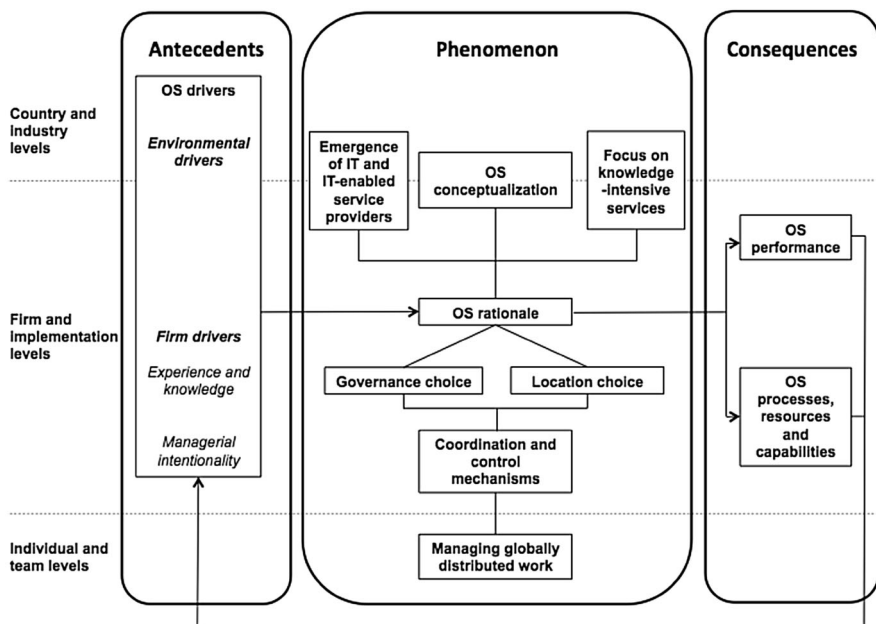 Antecedents
Phenomenon
Consequences
Country and
industry
levels
OS drivers
Environmental
drivers
Emergence
of IT and
IT-enabled
service
providers
OS
conceptualization
Focus on
knowledge
-intensive
services
Firm and
implementation
levels
Firm drivers
Experience and
knowledge
Managerial
intentionality
OS rationale
Governance choice
Location choice
Coordination and
control
mechanisms
OS
performance
OS
processes,
resources
and
capabilities
Individual and
team levels
Managing globally
distributed work